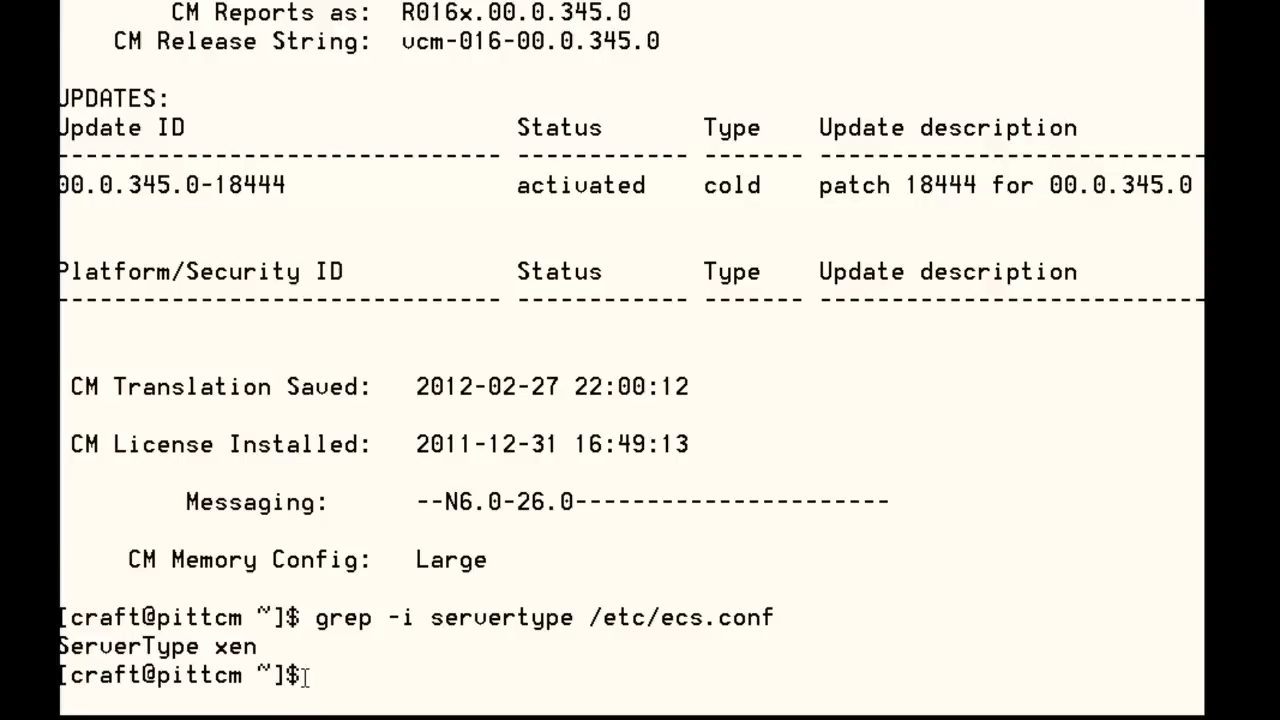 CM Reports as: R016x.00.0.345.0
CM Release String: vcm-016-00.0.345.0
UPDATES:
Update ID Status Type Update description
------------------------------- ------------ ------- ---------------------------
00.0.345.0-18444 activated cold patch 18444 for 00.0.345.0
Platform/Security ID Status Type Update description
------------------------------- ------------ ------- ---------------------------
CM Translation Saved: 2012-02-27 22:00:12
CM License Installed: 2011-12-31 16:49:13
Messaging: --N6.0-26.0----------------------
CM Memory Config: Large
[craft@pittcm ~]$ grep -i servertype /etc/ecs.conf
ServerType xen
[craft@pittcm ~]$